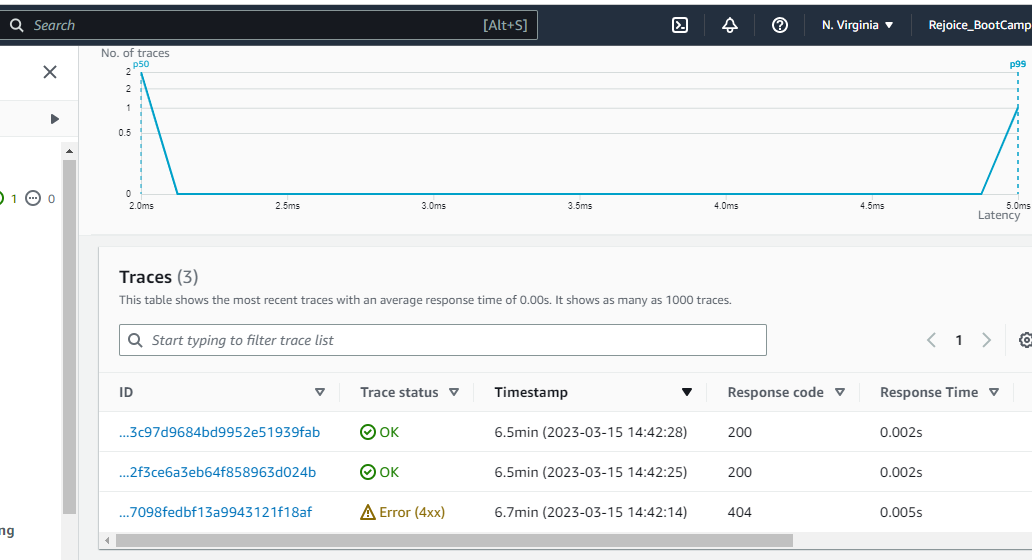 Search [Alt+S] N. Virginia Rejoice_BootCamp
No. of traces
p50 p99
2
2
1
0.5
0
2.0ms 2.5ms 3.0ms 3.5ms 4.0ms 4.5ms 5.0ms
Latency
1 0
Traces (3)
This table shows the most recent traces with an average response time of 0.00s. It shows as many as 1000 traces.
Start typing to filter trace list 1
ID Trace status Timestamp Response code Response Time
...3c97d9684bd9952e51939fab OK 6.5min (2023-03-15 14:42:28) 200 0.002s
...2f3ce6a3eb64f858963d024b OK 6.5min (2023-03-15 14:42:25) 200 0.002s
...7098fedbf13a9943121f18af Error (4xx) 6.7min (2023-03-15 14:42:14) 404 0.005s
ng